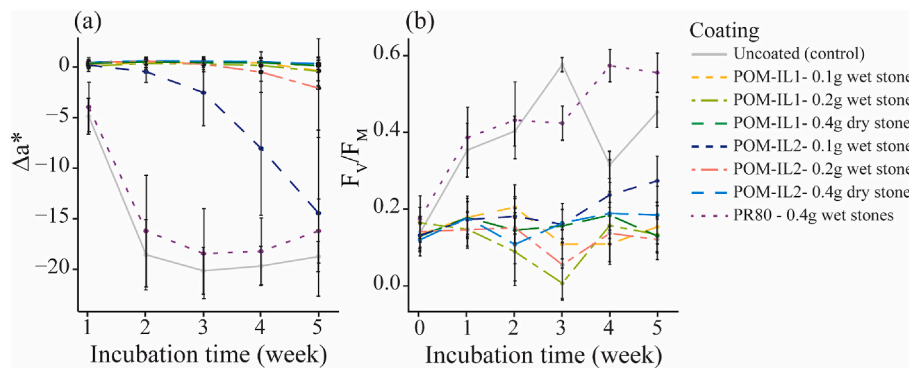 (a)
(b)
Δa*
0
−5
−10
−15
−20
1
2
3
4
5
Incubation time (week)
FV/FM
0.6
0.4
0.2
0.0
0
1
2
3
4
5
Incubation time (week)
Coating
Uncoated (control)
POM-IL1- 0.1g wet stone
POM-IL1- 0.2g wet stone
POM-IL1- 0.4g dry stone
POM-IL2- 0.1g wet stone
POM-IL2- 0.2g wet stone
POM-IL2- 0.4g dry stone
PR80 - 0.4g wet stones